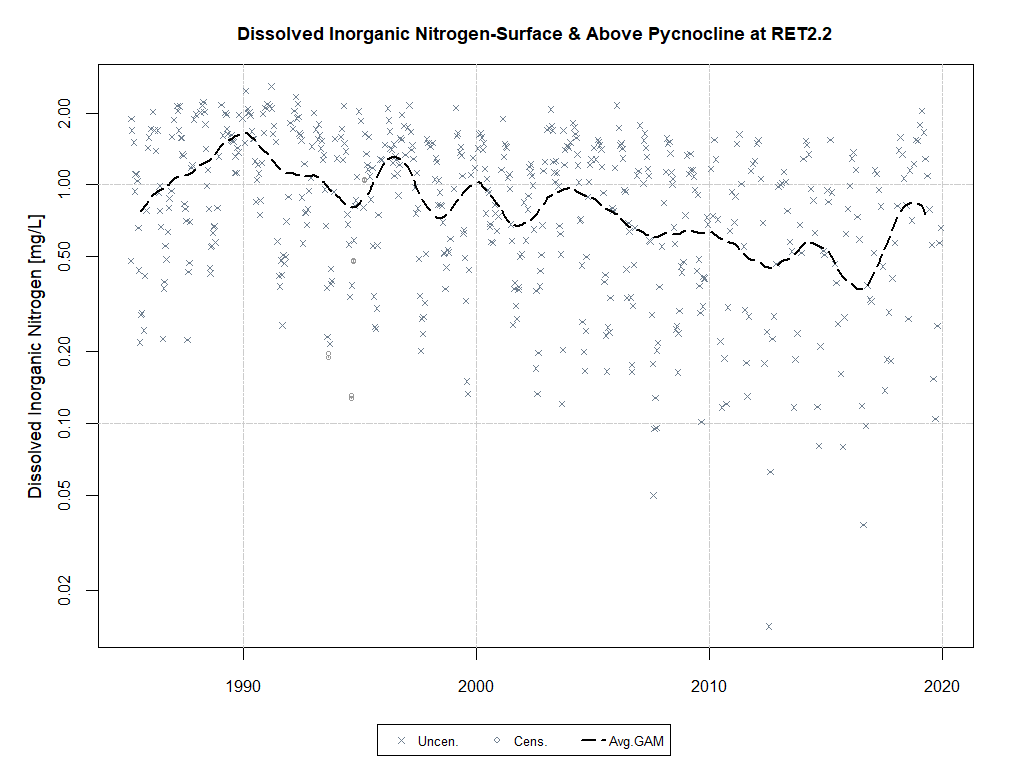 Dissolved Inorganic Nitrogen-Surface & Above Pycnocline at RET2.2
Dissolved Inorganic Nitrogen [mg/L]
2.00
1.00
0.50
0.20
0.10
0.05
0.02
1990 2000 2010 2020
Uncen. Cens. Avg.GAM